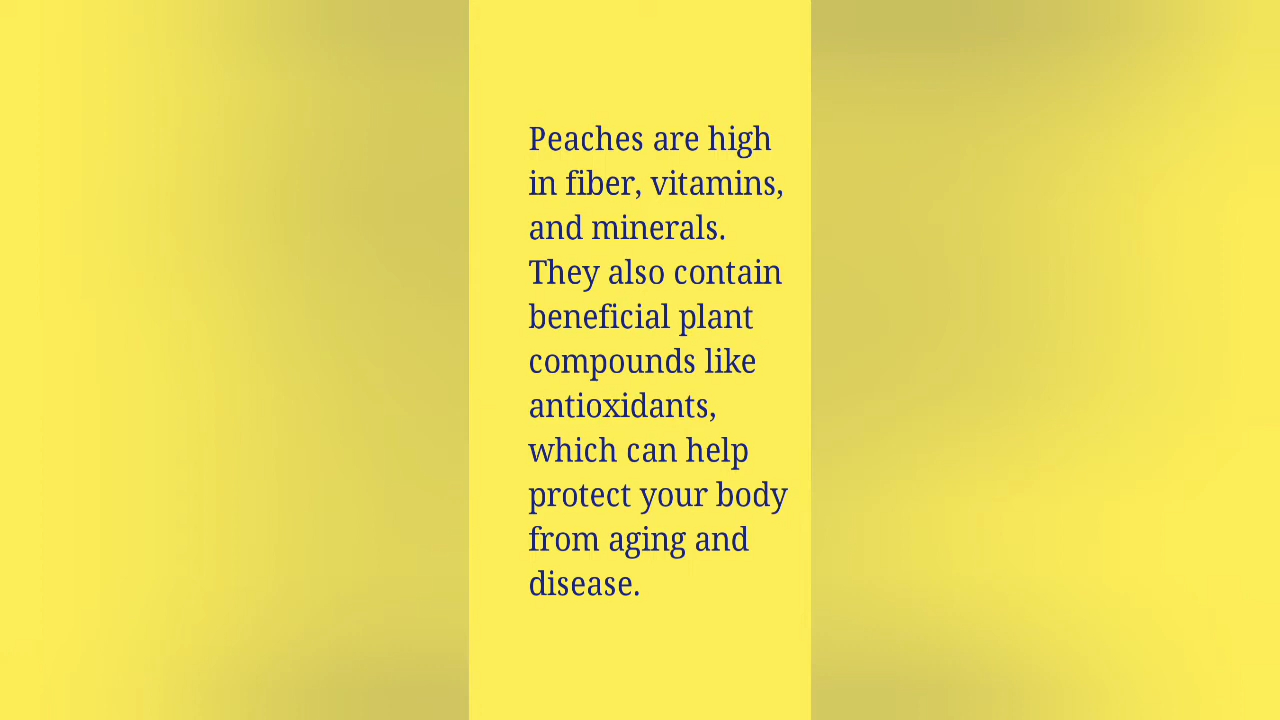 Peaches are high
in fiber, vitamins,
and minerals.
They also contain
beneficial plant
compounds like
antioxidants,
which can help
protect your body
from aging and
disease.